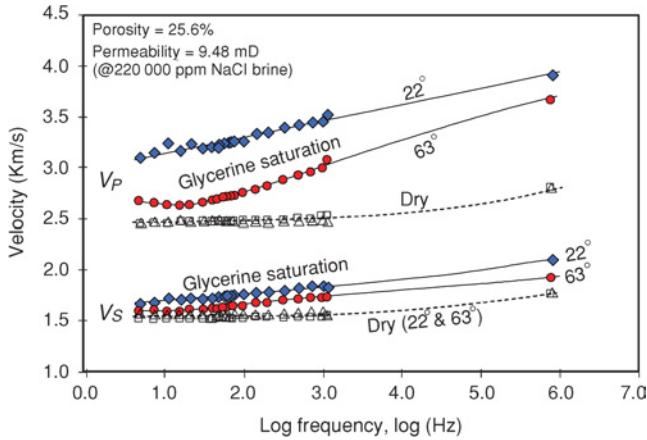 Porosity = 25.6%
Permeability = 9.48 mD
(@220 000 ppm NaCl brine)
4.5
4.0
3.5
3.0
2.5
2.0
1.5
1.0
Velocity (Km/s)
22°
Glycerine saturation
63°
V_P
Dry
Glycerine saturation
22°
63°
V_S
Dry (22° & 63°)
0.0 1.0 2.0 3.0 4.0 5.0 6.0 7.0
Log frequency, log (Hz)